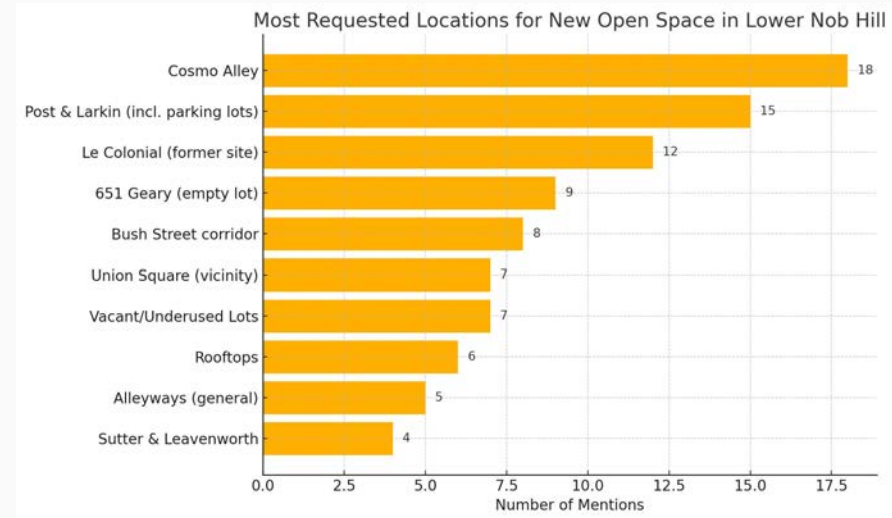 Most Requested Locations for New Open Space in Lower Nob Hill
Cosmo Alley 18
Post & Larkin (incl. parking lots) 15
Le Colonial (former site) 12
651 Geary (empty lot) 9
Bush Street corridor 8
Union Square (vicinity) 7
Vacant/Underused Lots 7
Rooftops 6
Alleyways (general) 5
Sutter & Leavenworth 4
0.0 2.5 5.0 7.5 10.0 12.5 15.0 17.5
Number of Mentions